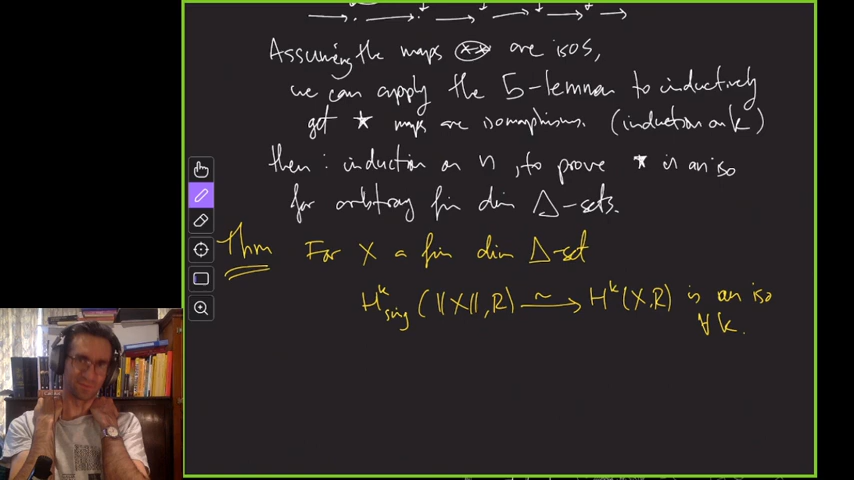 Assuming the maps ** are isos,
we can apply the 5-lemma to inductively
get ★ maps are isomorphisms. (induction on k)
then: induction on n, to prove ★ is an iso
for arbitray fin dim Δ-sets.
Thm For X a fin dim Δ-set
H^k_sing (||X||, R) ~→ H^k(X,R) is an iso
∀k.